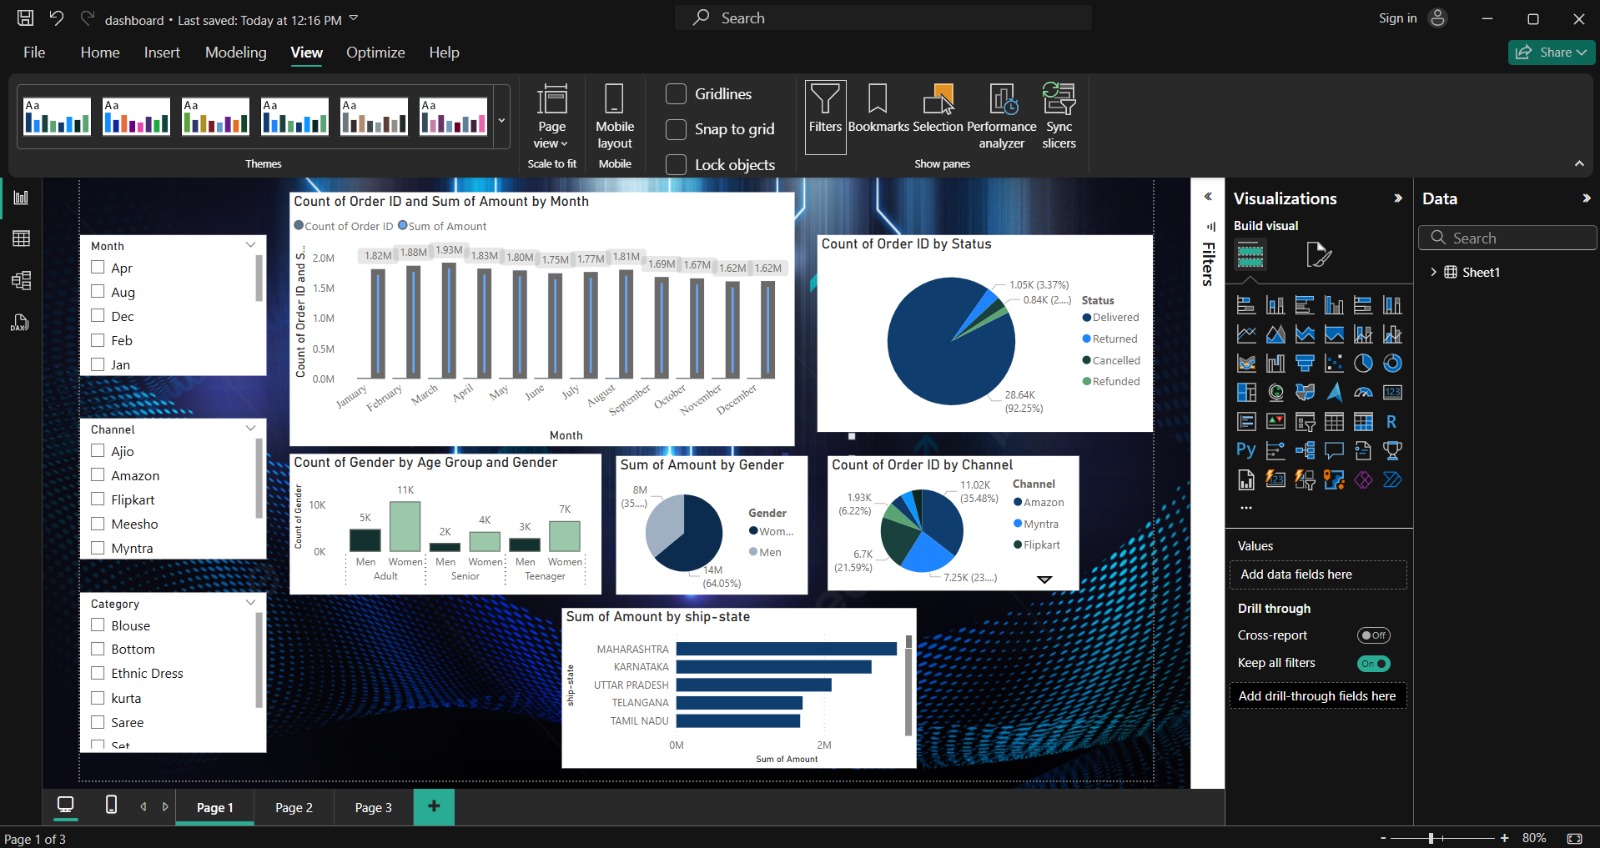 dashboard • Last saved: Today at 12:16 PM
Search
Sign in
File Home Insert Modeling View Optimize Help
Share
Aa Aa Aa Aa Aa Aa
Themes
Page view
Scale to fit
Mobile layout
Mobile
Gridlines
Snap to grid
Lock objects
Filters
Bookmarks
Selection
Performance analyzer
Sync slicers
Show panes
Month
Apr
Aug
Dec
Feb
Jan
Channel
Ajio
Amazon
Flipkart
Meesho
Myntra
Category
Blouse
Bottom
Ethnic Dress
kurta
Saree
Set
Count of Order ID and Sum of Amount by Month
Count of Order ID Sum of Amount
Count of Order ID and S...
2.0M
1.5M
1.0M
0.5M
0.0M
1.82M 1.88M 1.93M 1.83M 1.80M 1.75M 1.77M 1.81M 1.69M 1.67M 1.62M 1.62M
January February March April May June July August September October November December
Month
Count of Order ID by Status
1.05K (3.37%)
0.84K (2....)
28.64K
(92.25%)
Status
Delivered
Returned
Cancelled
Refunded
Count of Gender by Age Group and Gender
Count of Gender
10K
0K
5K 11K 2K 4K 3K 7K
Men Women Men Women Men Women
Adult Senior Teenager
Sum of Amount by Gender
8M
(35....)
14M
(64.05%)
Gender
Wom...
Men
Count of Order ID by Channel
11.02K
(35.48%)
1.93K
(6.22%)
6.7K
(21.59%)
7.25K (23....)
Channel
Amazon
Myntra
Flipkart
Sum of Amount by ship-state
ship-state
MAHARASHTRA
KARNATAKA
UTTAR PRADESH
TELANGANA
TAMIL NADU
0M 2M
Sum of Amount
Filters
Visualizations
Build visual
123
R
Py
123
...
Values
Add data fields here
Drill through
Cross-report
Off
Keep all filters
On
Add drill-through fields here
Data
Search
Sheet1
DAX
Page 1 Page 2 Page 3 +
Page 1 of 3
- + 80%